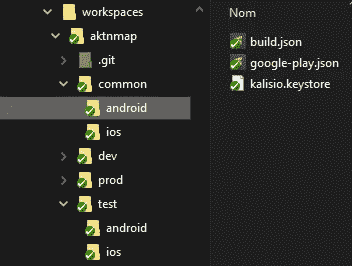 workspaces
aktnmap
.git
common
android
ios
dev
prod
test
android
ios
Nom
build.json
google-play.json
kalisio.keystore